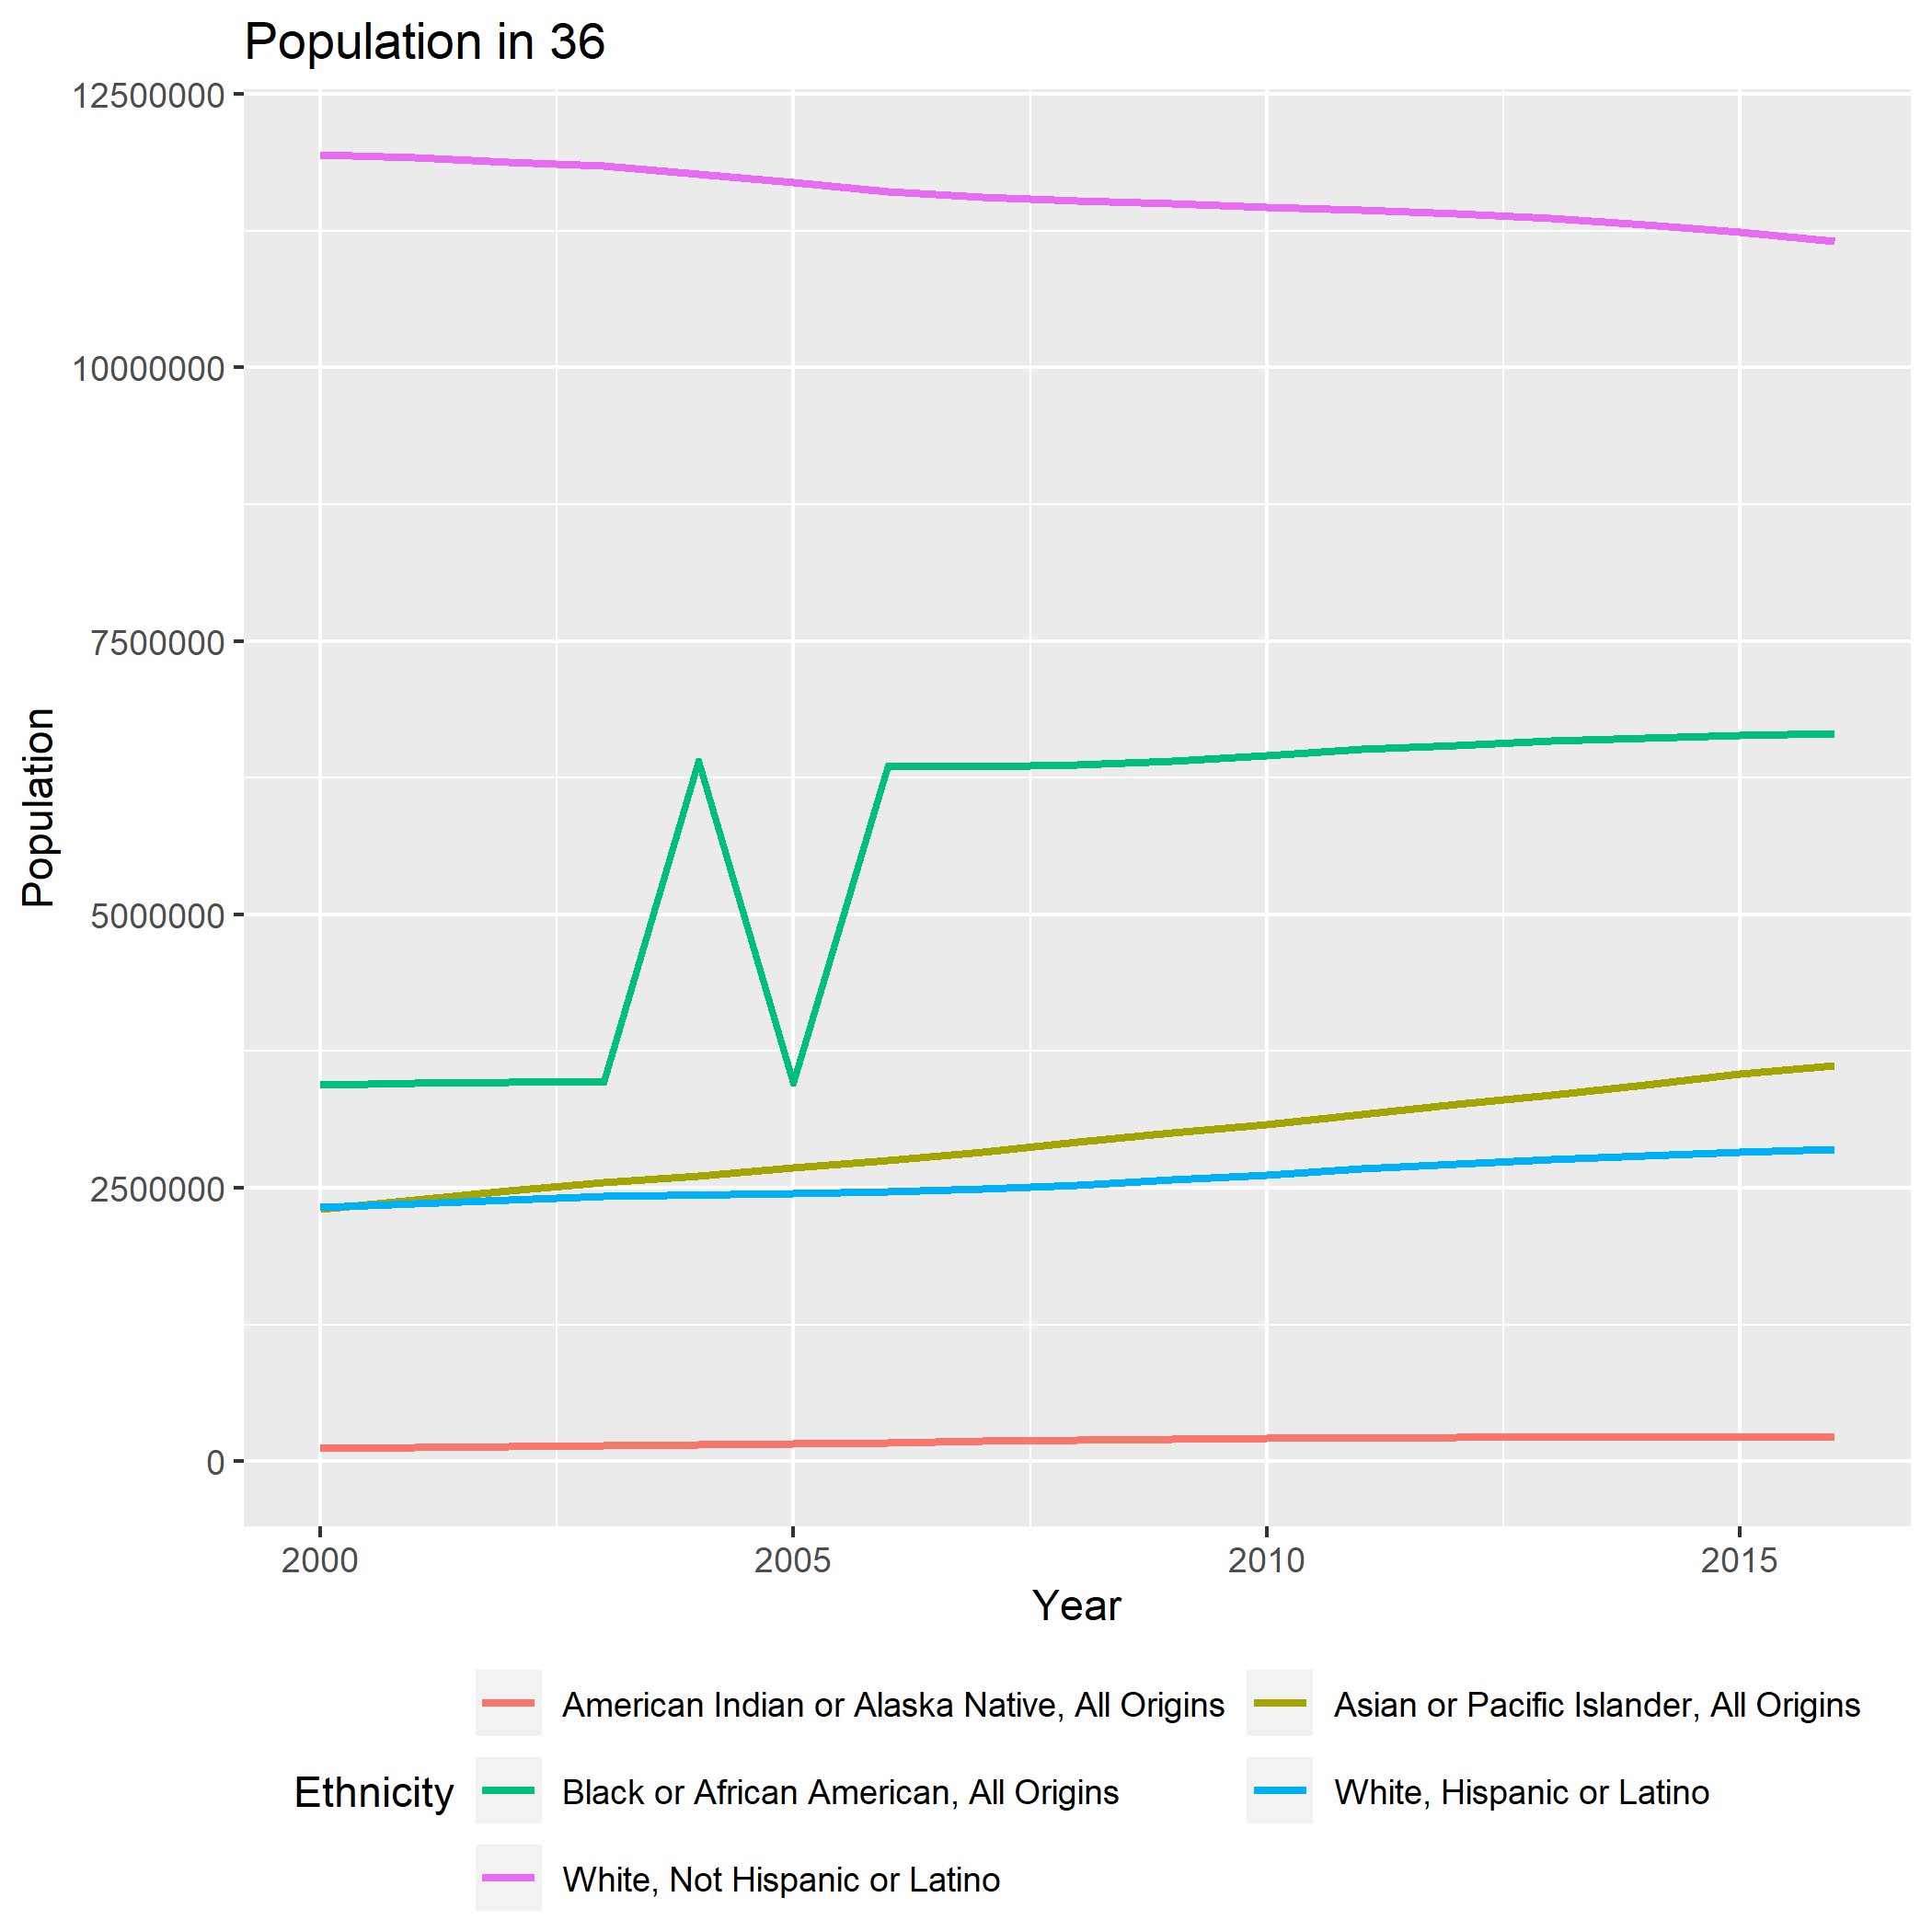 Population in 36
12500000
10000000
7500000
5000000
2500000
0
Population
2000 2005 2010 2015
Year
Ethnicity
American Indian or Alaska Native, All Origins
Asian or Pacific Islander, All Origins
Black or African American, All Origins
White, Hispanic or Latino
White, Not Hispanic or Latino